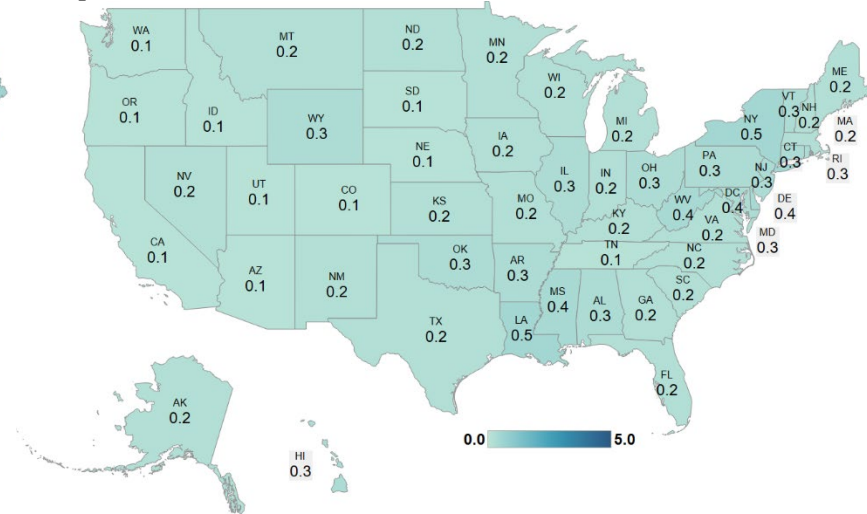 WA
0.1
MT
0.2
ND
0.2
MN
0.2
OR
0.1
ID
0.1
WY
0.3
SD
0.1
WI
0.2
MI
0.2
NY
0.5
VT
0.3
NH
0.2
ME
0.2
MA
0.2
CT
0.3
RI
0.3
NE
0.1
IA
0.2
IL
0.3
IN
0.2
OH
0.3
PA
0.3
NJ
0.3
DC
0.4
DE
0.4
MD
0.3
NV
0.2
UT
0.1
CO
0.1
KS
0.2
MO
0.2
KY
0.2
WV
0.4
VA
0.2
CA
0.1
AZ
0.1
NM
0.2
OK
0.3
AR
0.3
TN
0.1
NC
0.2
SC
0.2
TX
0.2
LA
0.5
MS
0.4
AL
0.3
GA
0.2
FL
0.2
AK
0.2
HI
0.3
0.0 5.0